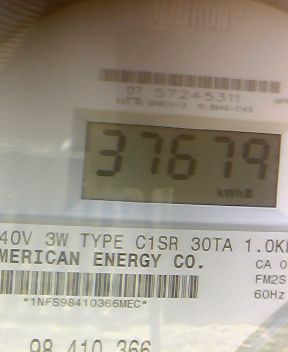 07 57245311
37679
kWh
40V 3W TYPE C1SR 30TA 1.0K
MERICAN ENERGY CO.
CA 0
FM2S
60Hz
*1NFS98410366MEC*
98 410 366